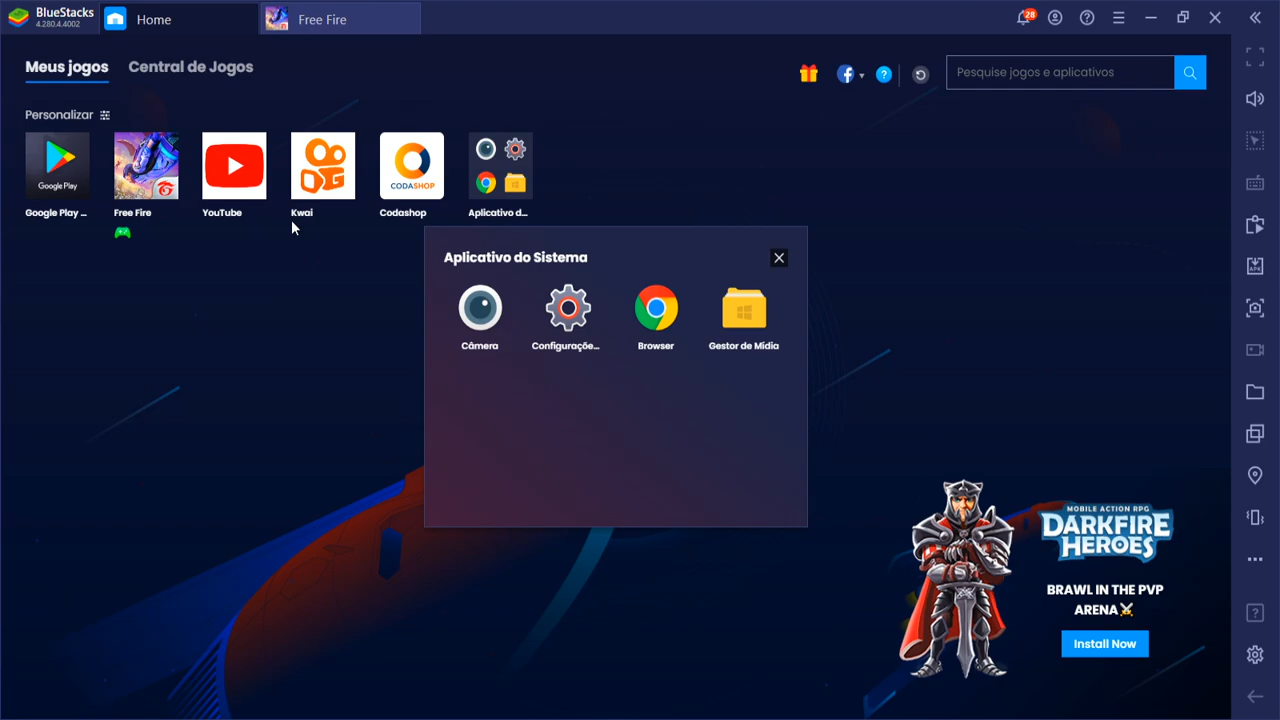 BlueStacks
4.280.4.4002
Home
Free Fire
28
Meus jogos
Central de Jogos
Pesquise jogos e aplicativos
Personalizar
Google Play
CODASHOP
Google Play ...
Free Fire
YouTube
Kwai
Codashop
Aplicativo d...
Aplicativo do Sistema
Câmera
Configuraçõe...
Browser
Gestor de Mídia
MOBILE ACTION RPG
DARKFIRE
HEROES
BRAWL IN THE PVP
ARENA⚔
Install Now